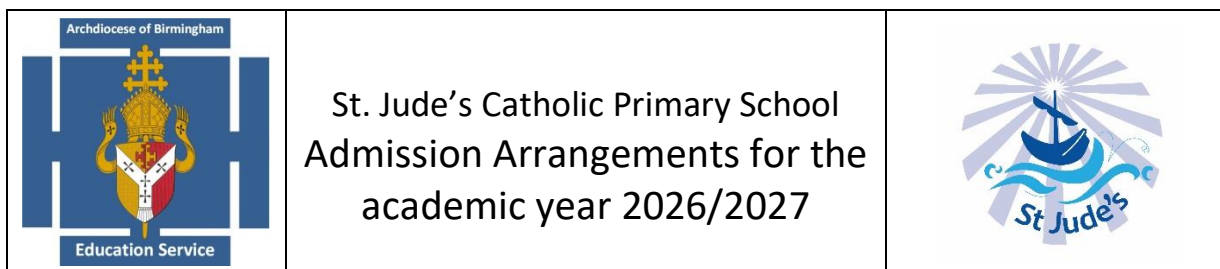 Archdiocese of Birmingham
Education Service
St. Jude’s Catholic Primary School
Admission Arrangements for the
academic year 2026/2027
St Jude's